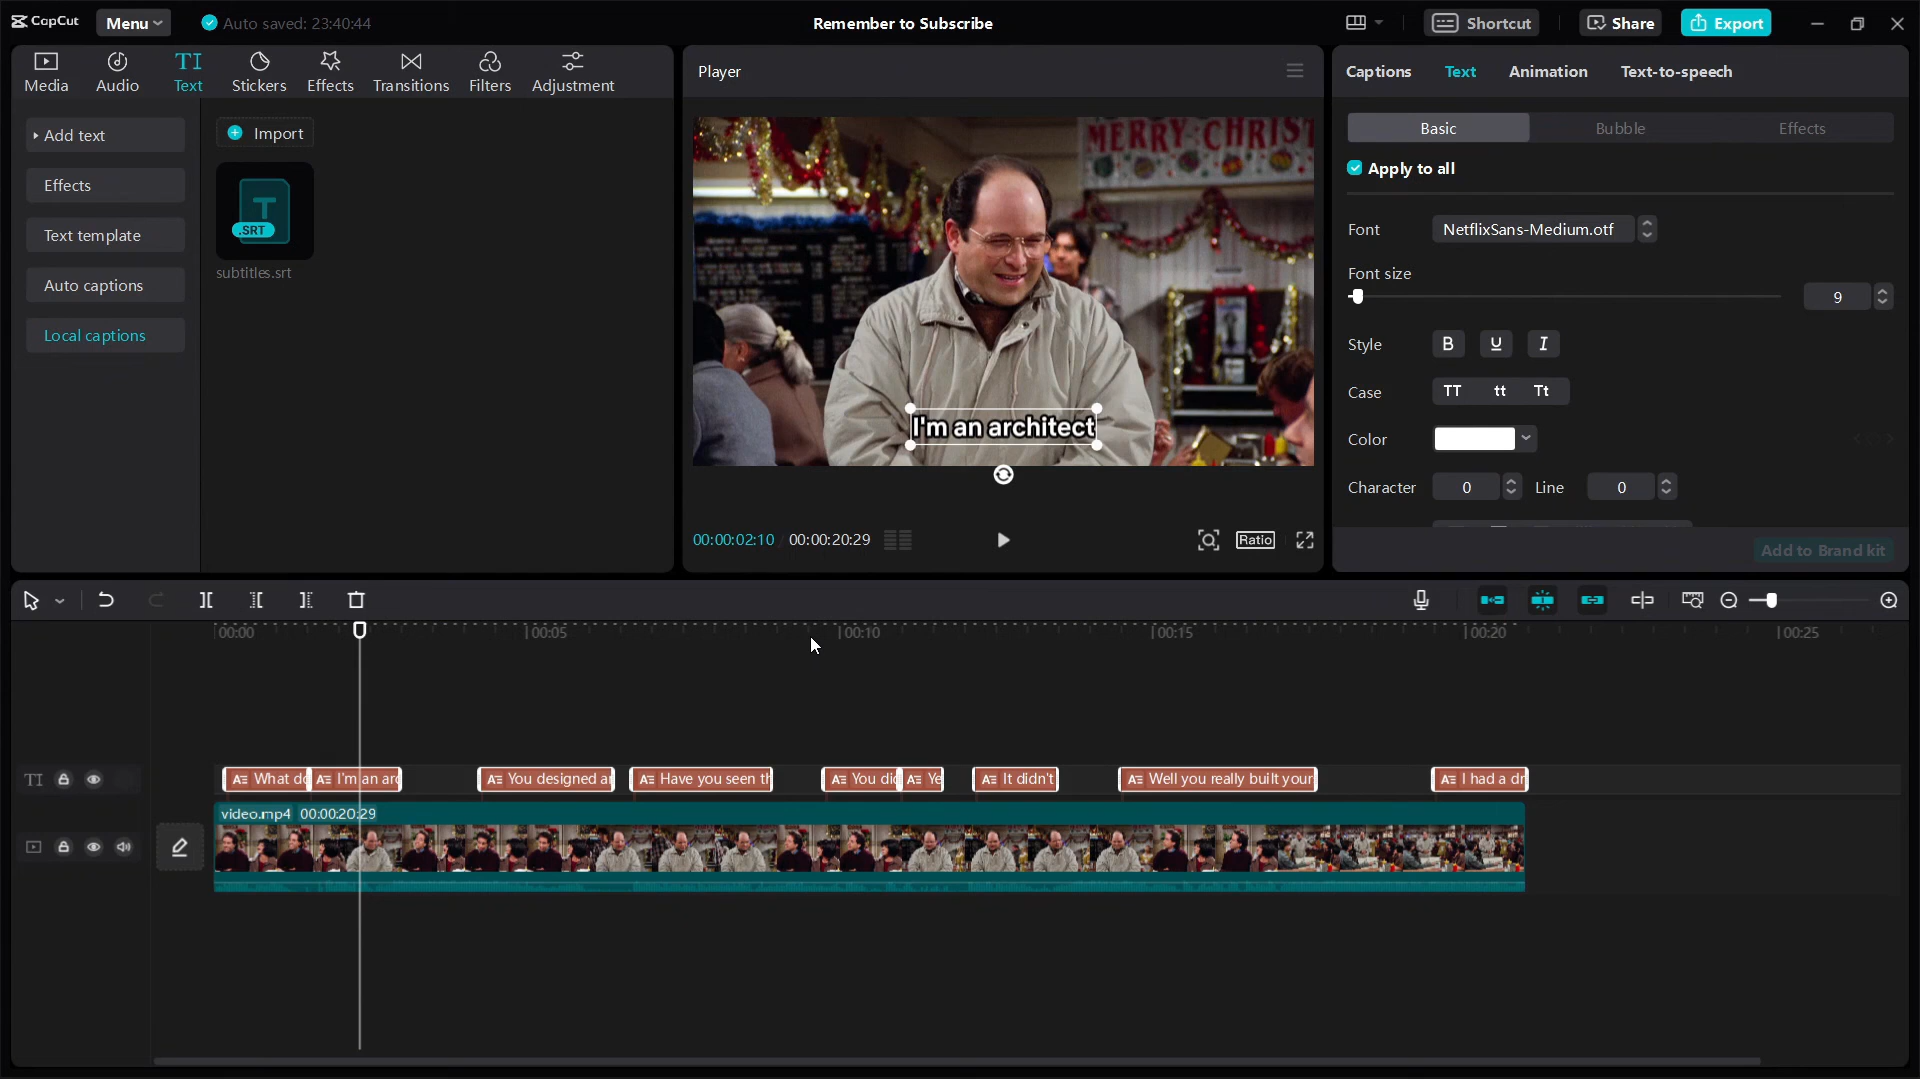 CapCut Menu Auto saved: 23:40:44 Remember to Subscribe Shortcut Share Export
Media Audio Text Stickers Effects Transitions Filters Adjustment
TI
Add text
Effects
Text template
Auto captions
Local captions
Import
T
.SRT
subtitles.srt
Player
MERRY-CHRIST
I'm an architect
00:00:02:10 00:00:20:29 Ratio
Captions Text Animation Text-to-speech
Basic Bubble Effects
Apply to all
Font NetflixSans-Medium.otf
Font size
9
Style B U I
Case TT tt Tt
Color
Character 0 Line 0
Add to Brand kit
00:00 00:05 00:10 00:15 00:20 00:25
TI A What do A I'm an arc A You designed a A Have you seen th A You did A Ye A It didn't A Well you really built your A I had a dr
video.mp4 00:00:20:29